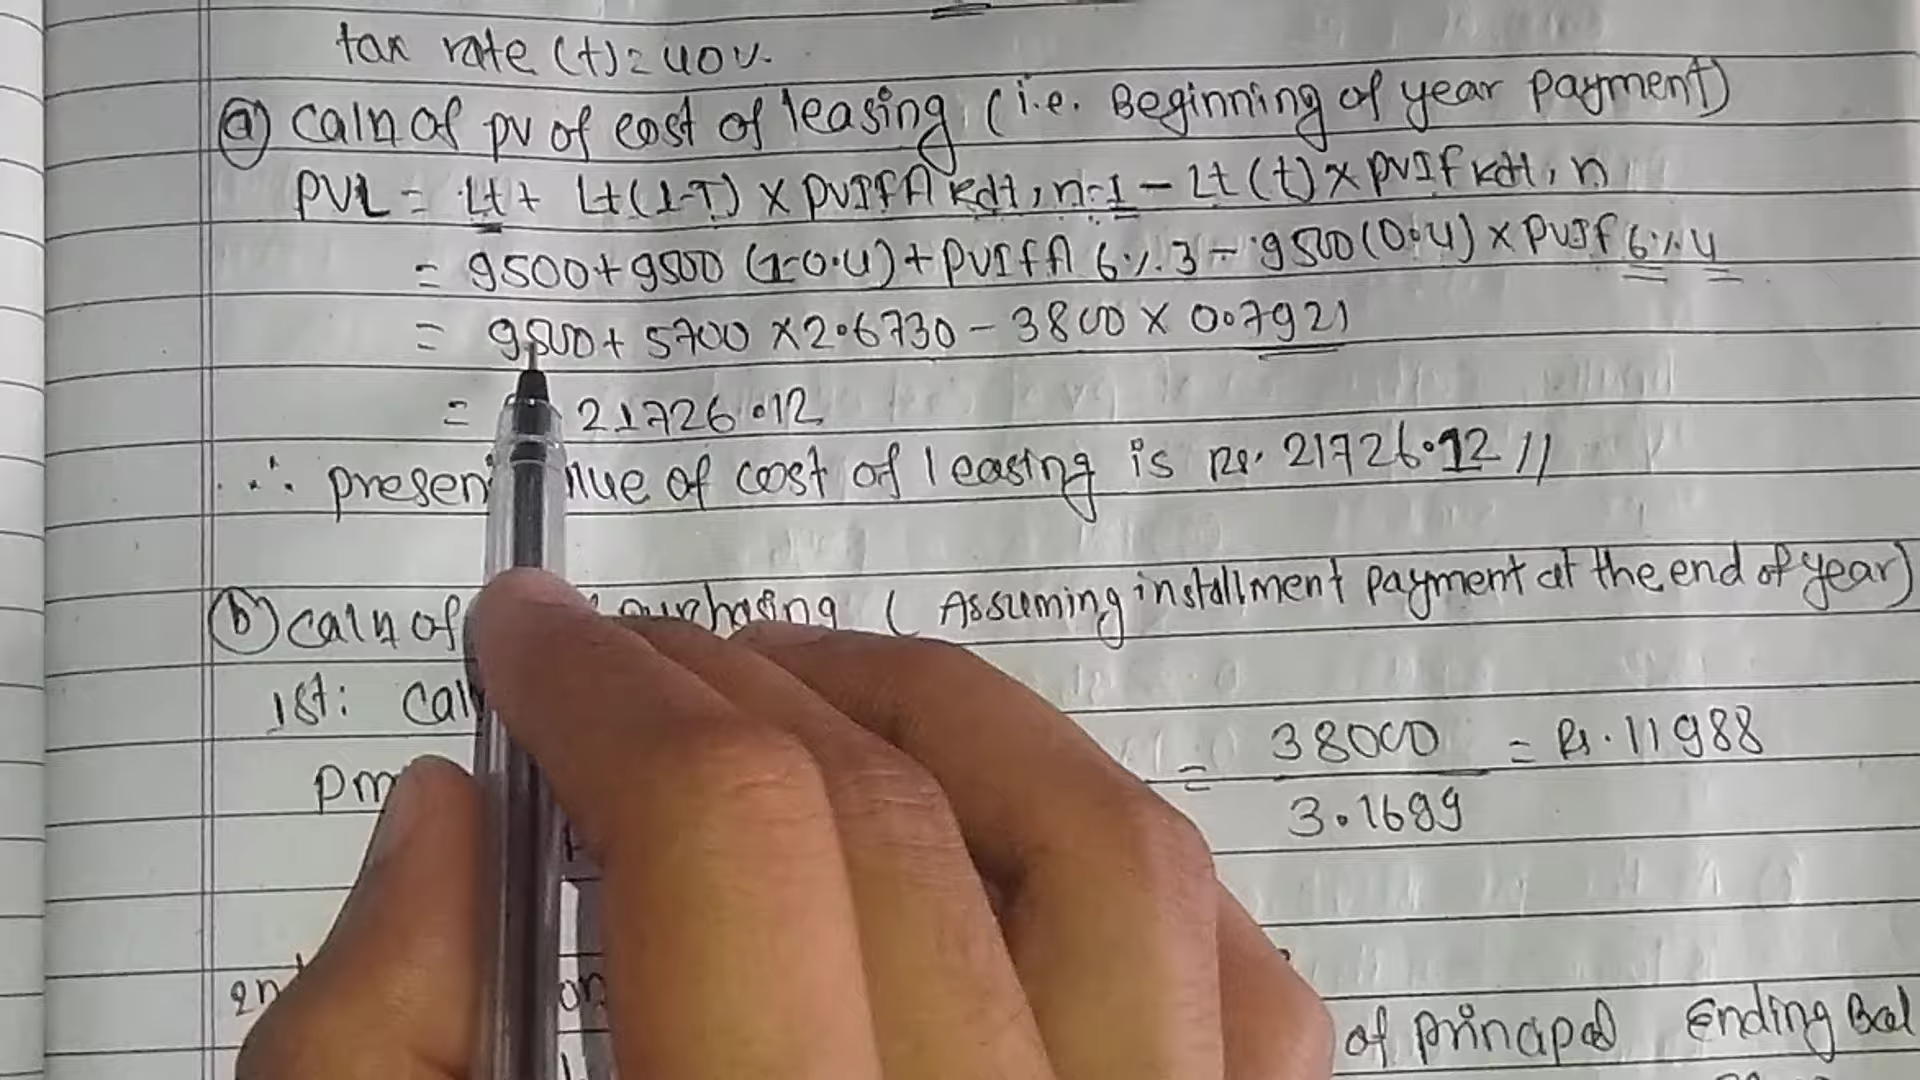 tax rate (t) = 40%.
(a) Caln of pv of cost of leasing (i.e. Beginning of year payment)
PVL = Lt + Lt(1-T) x PVIFA kdt, n-1 - Lt(t) x PVIF kdt, n
= 9500 + 9500 (1-0.4) + PVIFA 6%.3 - 9500(0.4) x PVIF 6%4
= 9500 + 5700 x 2.6730 - 3800 x 0.7921
= 21726.12
∴ present of cost of leasing is Rs. 21726.12 //
(b) Caln of purchasing (Assuming installment payment at the end of year)
1st: Cal
Pm = 38000 / 3.1699 = Rs. 11988
of principal Ending Bal